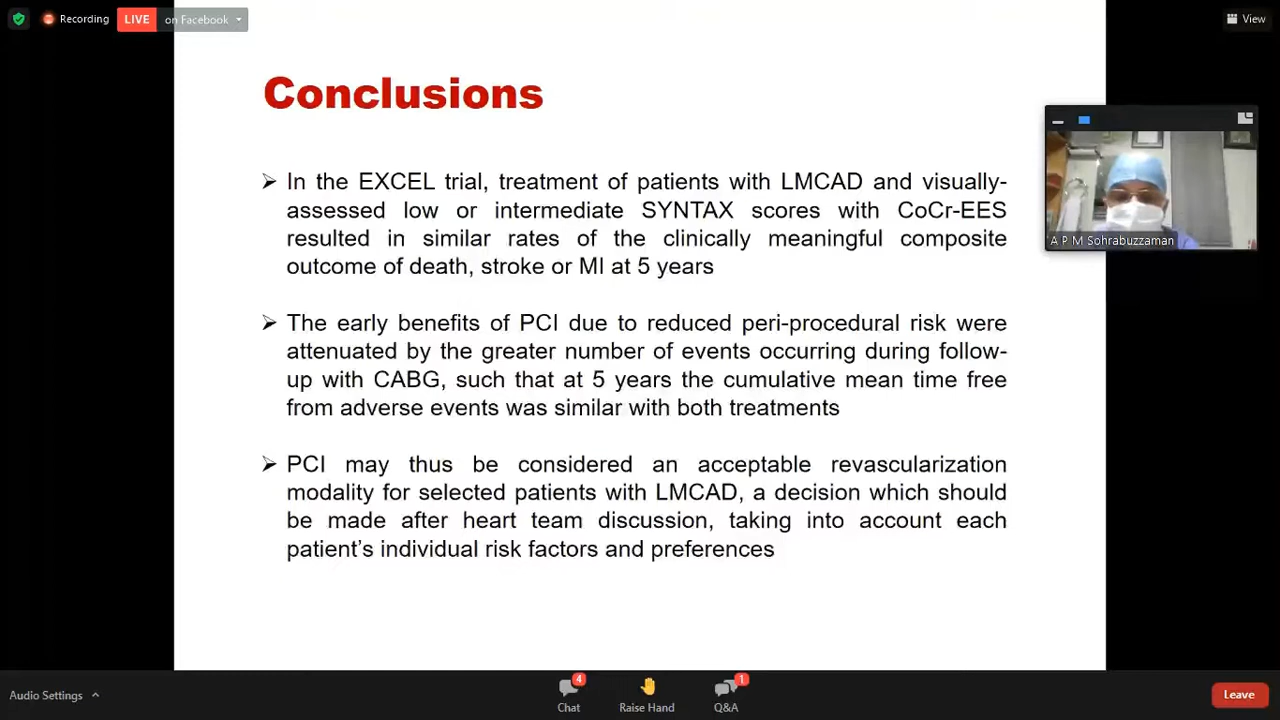 Recording
LIVE
on Facebook
View
Conclusions
In the EXCEL trial, treatment of patients with LMCAD and visually-
assessed low or intermediate SYNTAX scores with CoCr-EES
resulted in similar rates of the clinically meaningful composite
outcome of death, stroke or MI at 5 years
The early benefits of PCI due to reduced peri-procedural risk were
attenuated by the greater number of events occurring during follow-
up with CABG, such that at 5 years the cumulative mean time free
from adverse events was similar with both treatments
PCI may thus be considered an acceptable revascularization
modality for selected patients with LMCAD, a decision which should
be made after heart team discussion, taking into account each
patient's individual risk factors and preferences
A P M Sohrabuzzaman
Audio Settings
4
Chat
Raise Hand
1
Q&A
Leave